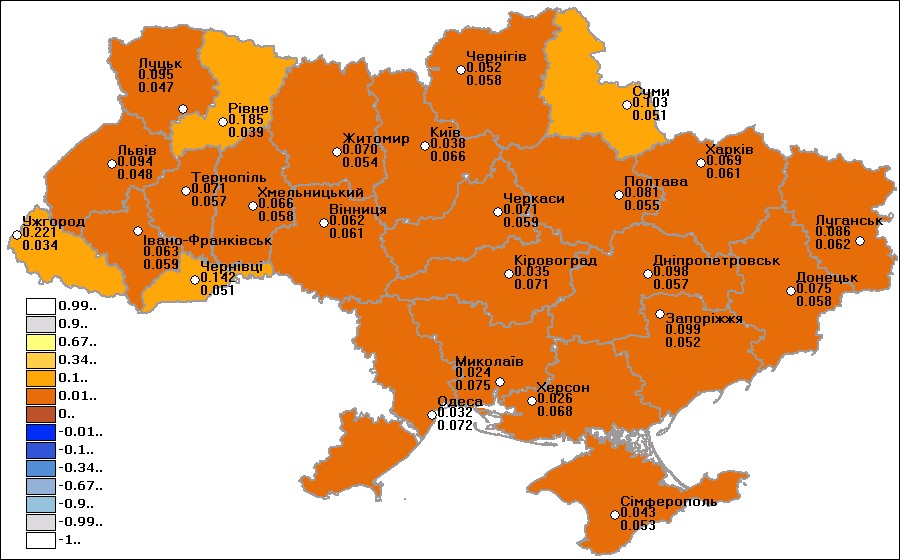 Чернігів
0.052
0.058
Луцьк
0.095
0.047
Суми
0.103
0.051
Рівне
0.185
0.039
Житомир
0.070
0.054
Київ
0.038
0.066
Харків
0.069
0.061
Львів
0.094
0.048
Тернопіль
0.071
0.057
Хмельницький
0.066
0.058
Вінниця
0.062
0.061
Черкаси
0.071
0.059
Полтава
0.081
0.055
Луганськ
0.086
0.062
Ужгород
0.221
0.034
Івано-Франківськ
0.063
0.059
Чернівці
0.142
0.051
Кіровоград
0.035
0.071
Дніпропетровськ
0.098
0.057
Донецьк
0.075
0.058
Запоріжжя
0.099
0.052
Миколаїв
0.024
0.075
Херсон
0.026
0.068
Одеса
0.032
0.072
Сімферополь
0.043
0.053
0.99..
0.9..
0.67..
0.34..
0.1..
0.01..
0..
-0.01..
-0.1..
-0.34..
-0.67..
-0.9..
-0.99..
-1..